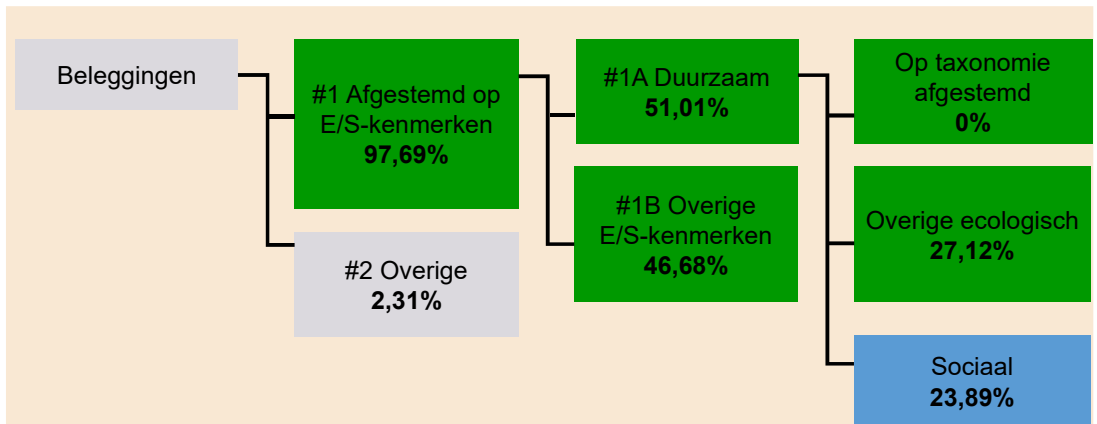 Beleggingen
#1 Afgestemd op
E/S-kenmerken
97,69%
#2 Overige
2,31%
#1A Duurzaam
51,01%
#1B Overige
E/S-kenmerken
46,68%
Op taxonomie
afgestemd
0%
Overige ecologisch
27,12%
Sociaal
23,89%